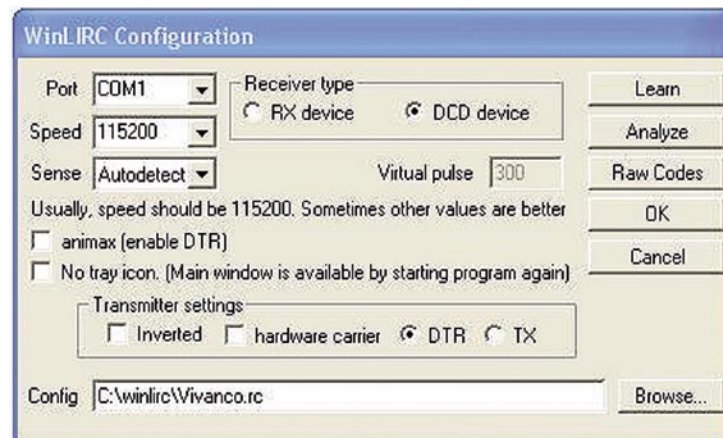 WinLIRC Configuration
Port COM1 Receiver type Learn
RX device DCD device
Speed 115200 Analyze
Sense Autodetect Virtual pulse 300 Raw Codes
Usually, speed should be 115200. Sometimes other values are better OK
animax (enable DTR)
Cancel
No tray icon. (Main window is available by starting program again)
Transmitter settings
Inverted hardware carrier DTR TX
Config C:\winlirc\Vivanco.rc Browse...